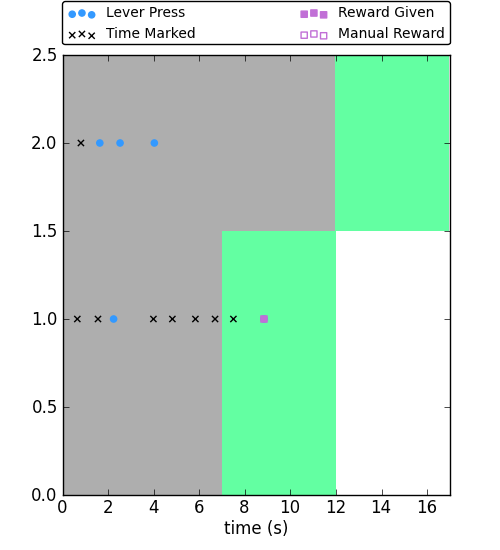 Lever Press
Reward Given
Time Marked
Manual Reward
2.5
2.0
1.5
1.0
0.5
0.0
0 2 4 6 8 10 12 14 16
time (s)